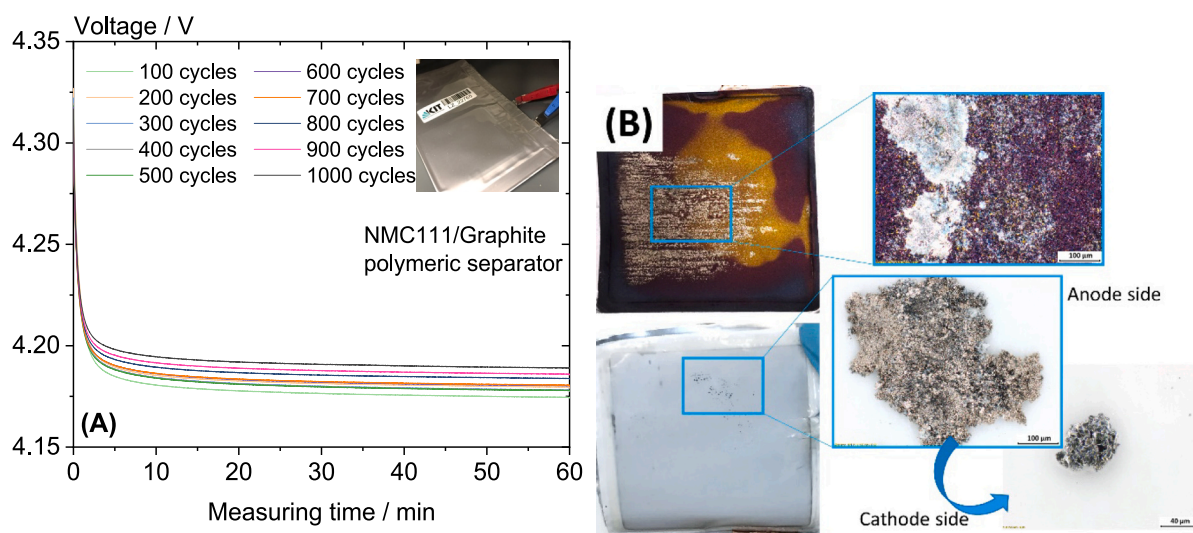 Voltage / V
4.35
4.30
4.25
4.20
4.15
100 cycles
200 cycles
300 cycles
400 cycles
500 cycles
600 cycles
700 cycles
800 cycles
900 cycles
1000 cycles
KIT
NMC111/Graphite
polymeric separator
(A)
0
10
20
30
40
50
60
Measuring time / min
(B)
100 µm
Anode side
100 µm
Cathode side
40 µm